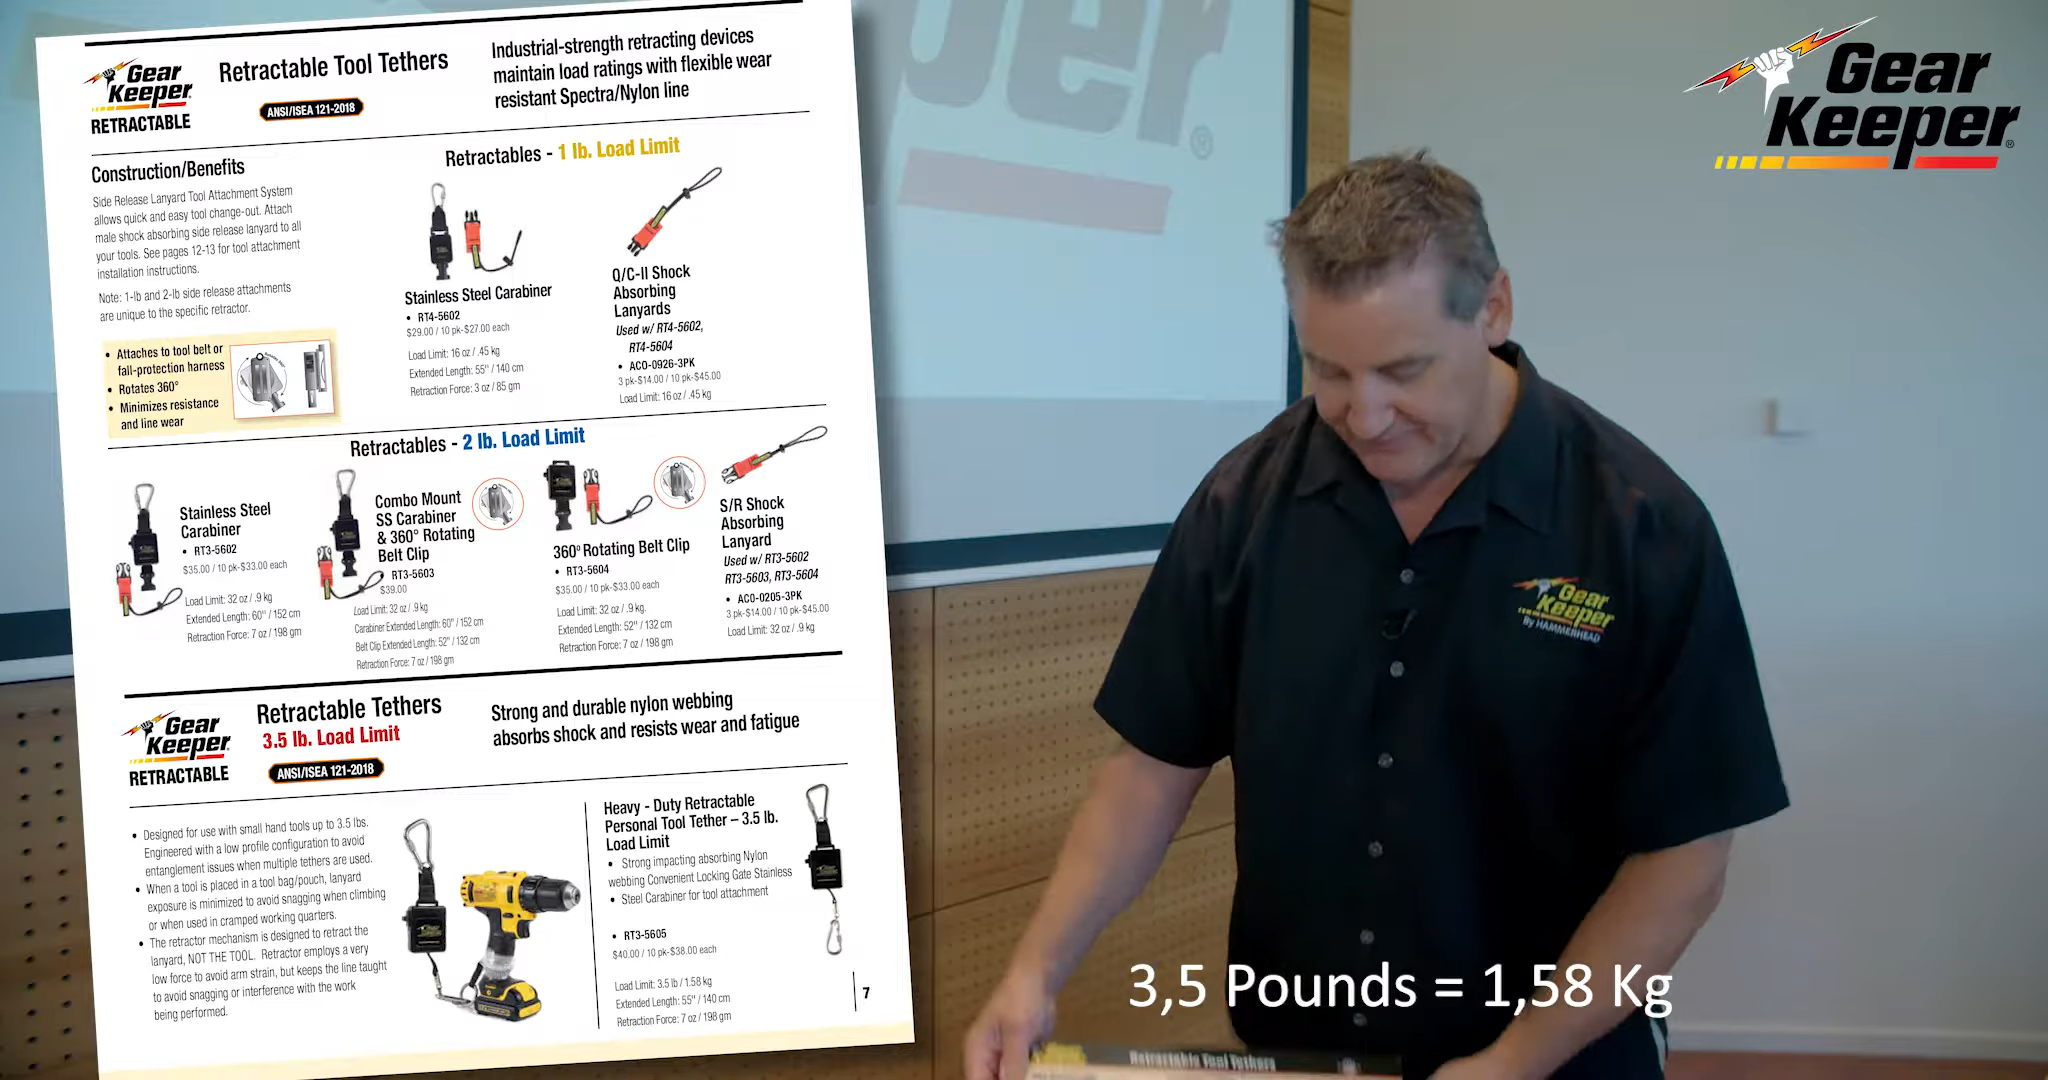 Gear
Keeper®
RETRACTABLE
Retractable Tool Tethers
ANSI/ISEA 121-2018
Industrial-strength retracting devices
maintain load ratings with flexible wear
resistant Spectra/Nylon line
Construction/Benefits
Side Release Lanyard Tool Attachment System
allows quick and easy tool change-out. Attach
male shock absorbing side release lanyard to all
your tools. See pages 12-13 for tool attachment
installation instructions.
Note: 1-lb and 2-lb side release attachments
are unique to the specific retractor.
• Attaches to tool belt or
fall-protection harness
• Rotates 360°
• Minimizes resistance
and line wear
Retractables - 1 lb. Load Limit
Stainless Steel Carabiner
• RT4-5602
$29.00 / 10 pk-$27.00 each
Load Limit: 16 oz / .45 kg
Extended Length: 55" / 140 cm
Retraction Force: 3 oz / 85 gm
Q/C-II Shock
Absorbing
Lanyards
Used w/ RT4-5602,
RT4-5604
• ACO-0926-3PK
3 pk-$14.00 / 10 pk-$45.00
Load Limit: 16 oz / .45 kg
Retractables - 2 lb. Load Limit
Stainless Steel
Carabiner
• RT3-5602
$35.00 / 10 pk-$33.00 each
Load Limit: 32 oz / .9 kg
Extended Length: 60" / 152 cm
Retraction Force: 7 oz / 198 gm
Combo Mount
SS Carabiner
& 360° Rotating
Belt Clip
RT3-5603
$39.00
Load Limit: 32 oz / .9 kg
Carabiner Extended Length: 60" / 152 cm
Belt Clip Extended Length: 52" / 132 cm
Retraction Force: 7 oz / 198 gm
360° Rotating Belt Clip
• RT3-5604
$35.00 / 10 pk-$33.00 each
Load Limit: 32 oz / .9 kg.
Extended Length: 52" / 132 cm
Retraction Force: 7 oz / 198 gm
S/R Shock
Absorbing
Lanyard
Used w/ RT3-5602
RT3-5603, RT3-5604
• AC0-0205-3PK
3 pk-$14.00 / 10 pk-$45.00
Load Limit: 32 oz / .9 kg
Gear
Keeper®
RETRACTABLE
Retractable Tethers
3.5 lb. Load Limit
ANSI/ISEA 121-2018
Strong and durable nylon webbing
absorbs shock and resists wear and fatigue
• Designed for use with small hand tools up to 3.5 lbs.
Engineered with a low profile configuration to avoid
entanglement issues when multiple tethers are used.
• When a tool is placed in a tool bag/pouch, lanyard
exposure is minimized to avoid snagging when climbing
or when used in cramped working quarters.
• The retractor mechanism is designed to retract the
lanyard, NOT THE TOOL. Retractor employs a very
low force to avoid arm strain, but keeps the line taught
to avoid snagging or interference with the work
being performed.
Heavy - Duty Retractable
Personal Tool Tether – 3.5 lb.
Load Limit
• Strong impacting absorbing Nylon
webbing Convenient Locking Gate Stainless
• Steel Carabiner for tool attachment
• RT3-5605
$40.00 / 10 pk-$38.00 each
Load Limit: 3.5 lb / 1.58 kg
Extended Length: 55" / 140 cm
Retraction Force: 7 oz / 198 gm
7
per®
Gear
Keeper®
Gear
Keeper
By HAMMERHEAD
3,5 Pounds = 1,58 Kg
Retractable Tool Tethers